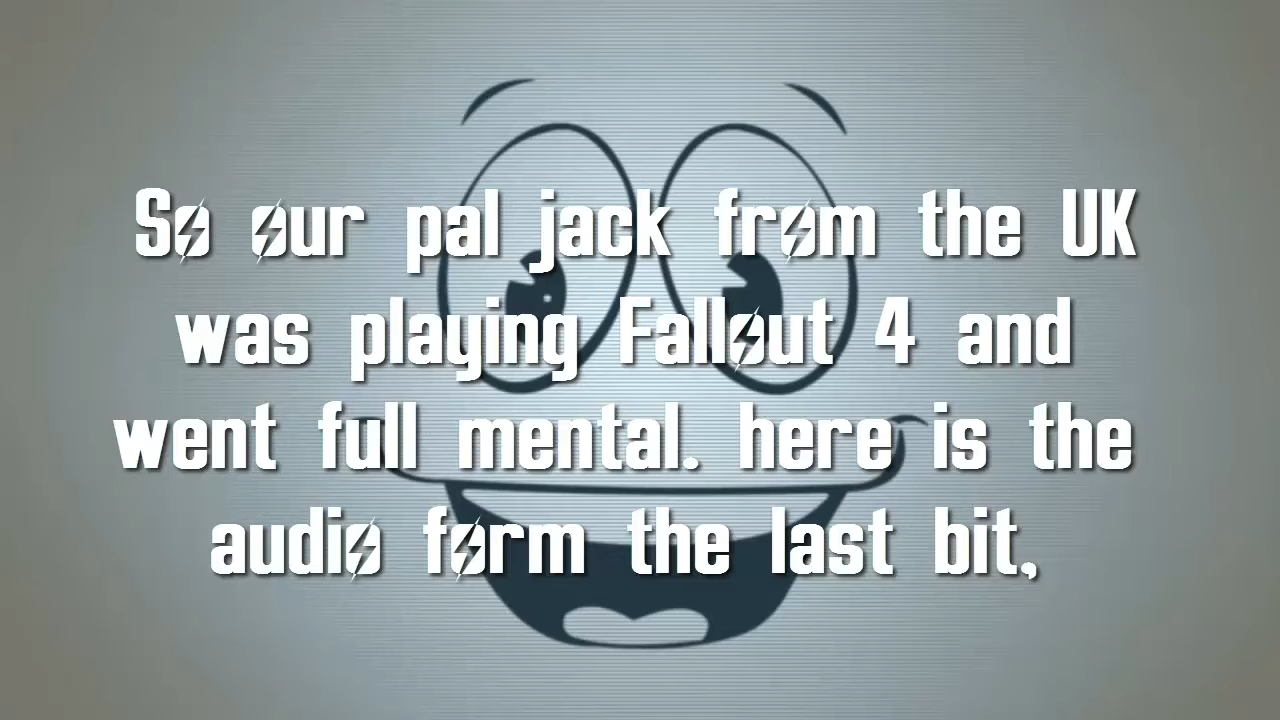 So our pal jack from the UK
was playing Fallout 4 and
went full mental. here is the
audio form the last bit,